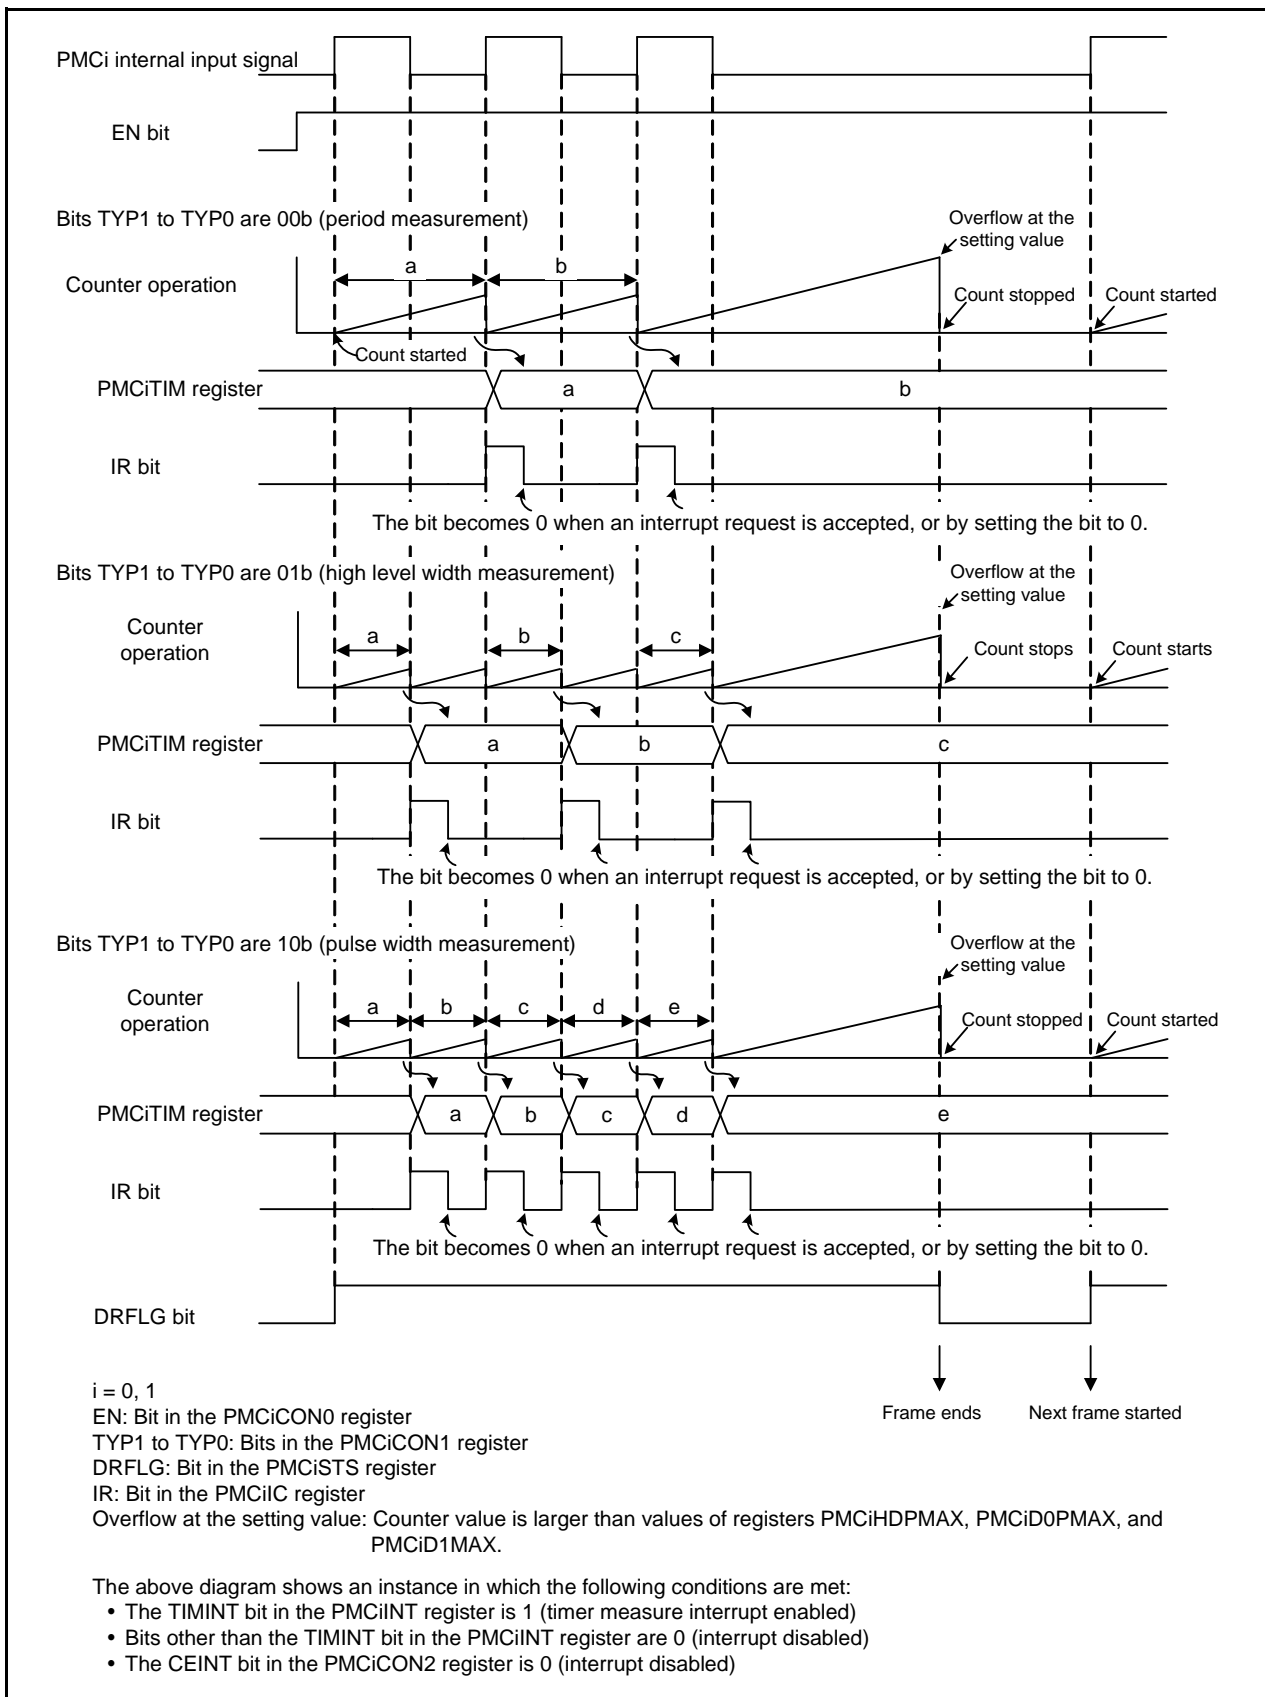 PMCi internal input signal
EN bit
Bits TYP1 to TYP0 are 00b (period measurement)
Overflow at the
setting value
a
b
Counter operation
Count stopped
Count started
Count started
PMCiTIM register
a
b
IR bit
The bit becomes 0 when an interrupt request is accepted, or by setting the bit to 0.
Bits TYP1 to TYP0 are 01b (high level width measurement)
Overflow at the
setting value
Counter
operation
a
b
c
Count stops
Count starts
PMCiTIM register
a
b
c
IR bit
The bit becomes 0 when an interrupt request is accepted, or by setting the bit to 0.
Bits TYP1 to TYP0 are 10b (pulse width measurement)
Overflow at the
setting value
Counter
operation
a
b
c
d
e
Count stopped
Count started
PMCiTIM register
a
b
c
d
e
IR bit
The bit becomes 0 when an interrupt request is accepted, or by setting the bit to 0.
DRFLG bit
Frame ends
Next frame started
i = 0, 1
EN: Bit in the PMCiCON0 register
TYP1 to TYP0: Bits in the PMCiCON1 register
DRFLG: Bit in the PMCiSTS register
IR: Bit in the PMCiIC register
Overflow at the setting value: Counter value is larger than values of registers PMCiHDPMAX, PMCiD0PMAX, and
PMCiD1MAX.
The above diagram shows an instance in which the following conditions are met:
• The TIMINT bit in the PMCiINT register is 1 (timer measure interrupt enabled)
• Bits other than the TIMINT bit in the PMCiINT register are 0 (interrupt disabled)
• The CEINT bit in the PMCiCON2 register is 0 (interrupt disabled)